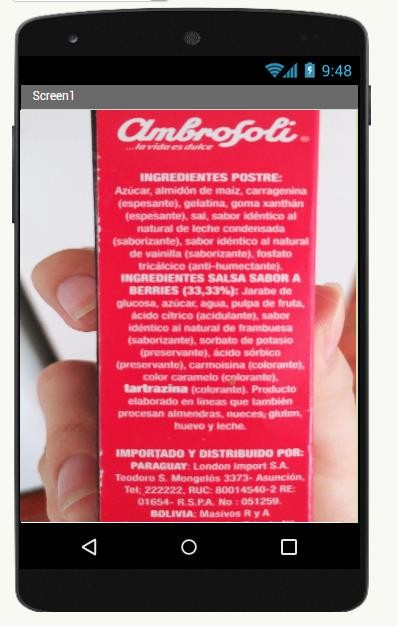 9:48
Screen1
ambrosoli
...la vida es dulce
INGREDIENTES POSTRE:
Azúcar, almidón de maíz, carragenina
(espesante), gelatina, goma xanthán
(espesante), sal, sabor idéntico al
natural de leche condensada
(saborizante), sabor idéntico al natural
de vainilla (saborizante), fosfato
tricálcico (anti-humectante).
INGREDIENTES SALSA SABOR A
BERRIES (33,33%): Jarabe de
glucosa, azúcar, agua, pulpa de fruta,
ácido cítrico (acidulante), sabor
idéntico al natural de frambuesa
(saborizante), sorbato de potasio
(preservante), ácido sórbico
(preservante), carmoisina (colorante),
color caramelo (colorante),
tartrazina (colorante). Producto
elaborado en líneas que también
procesan almendras, nueces, gluten,
huevo y leche.
IMPORTADO Y DISTRIBUIDO POR:
PARAGUAY: London Import S.A.
Teodoro S. Mongelós 3373- Asunción,
Tel: 222222, RUC: 80014540-2 RE:
01654- R.S.P.A. No : 051259.
BOLIVIA: Masivos R y A